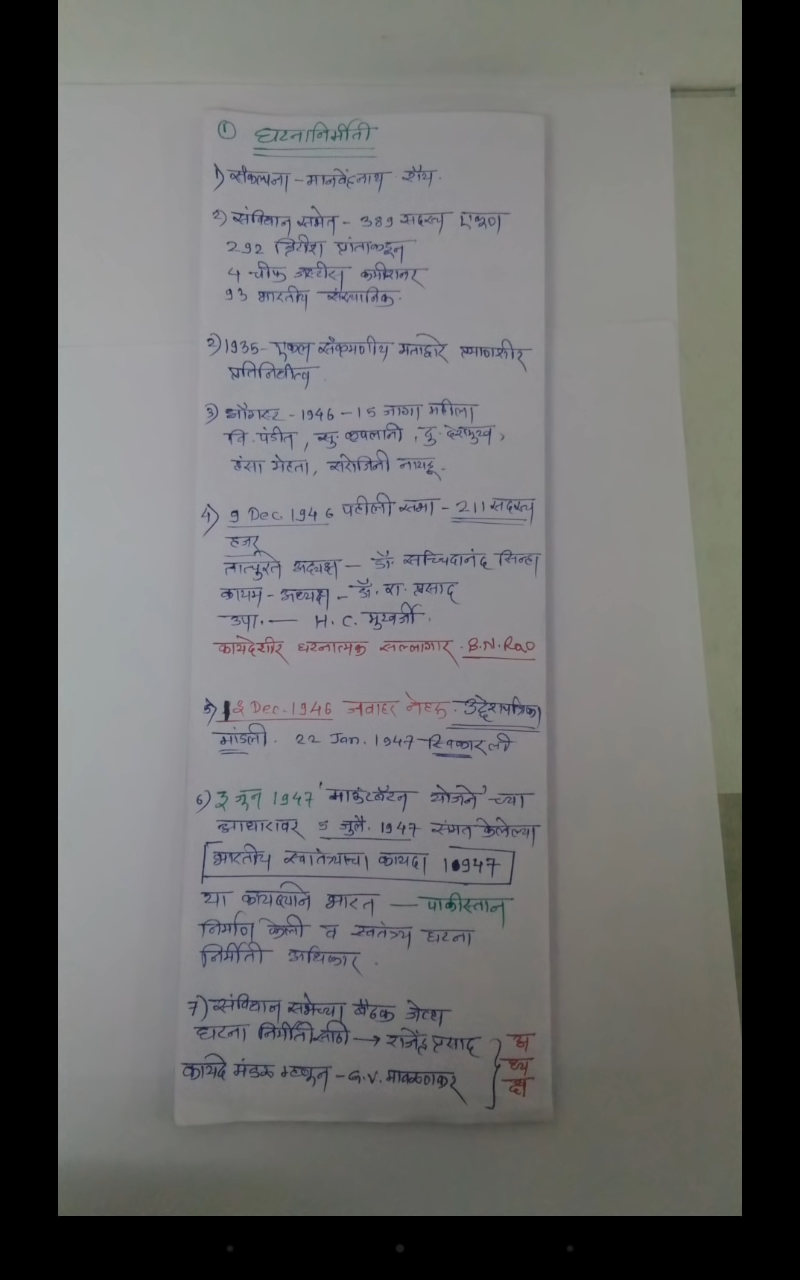 ① घटनानिर्मीती
1) संकल्पना - मानवेंद्रनाथ रॉय.
2) संविधान सभेत - 389 सदस्य एकूण
292 ब्रिटीश प्रांताकडून
4 चीफ कमीशनर
93 भारतीय संस्थानिक.
2) 1935 - एकल संक्रमणीय मताद्वारे प्रमाणशीर
प्रतिनिधीत्व
3) ऑगस्ट - 1946 - 15 जागा महीला
वि. पंडीत, सु. कृपलानी, दु. देशमुख,
हंसा मेहता, सरोजिनी नायडू.
4) 9 Dec. 1946 पहीली सभा - 211 सदस्य
हजर
तात्पुरते अध्यक्ष - डॉ. सच्चिदानंद सिन्हा
कायम - अध्यक्ष - डॉ. रा. प्रसाद
उपा. - H. C. मुखर्जी.
कायदेशीर घटनात्मक सल्लागार. B.N. Rao
5) 13 Dec. 1946 जवाहर नेहरू. उद्देशपत्रिका
मांडली. 22 Jan. 1947 स्विकारली
6) 3 जून 1947 'माऊंटबॅटन योजने' च्या
आधारावर 5 जुलै. 1947 संमत केलेल्या
भारतीय स्वातंत्र्याचा कायदा 1947
या कायद्याने भारत - पाकीस्तान
निर्माण केली व स्वतंत्र्य घटना
निर्मीती अधिकार.
7) संविधान सभेच्या बैठक जेव्हा
घटना निर्मीतीसाठी → राजेंद्र प्रसाद
कायदे मंडळ म्हणून - G.V. मावळणकर
अ
ध्य
क्ष